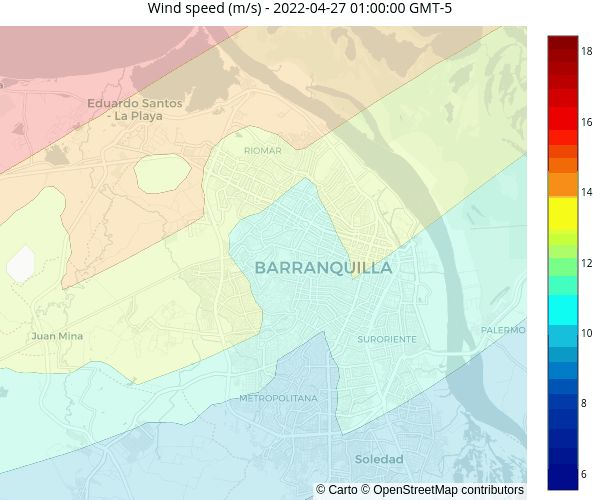 Wind speed (m/s) - 2022-04-27 01:00:00 GMT-5
18
Eduardo Santos
- La Playa
RIOMAR
16
14
12
BARRANQUILLA
PALERMO
10
Juan Mina
SURORIENTE
METROPOLITANA
8
Soledad
6
© Carto © OpenStreetMap contributors